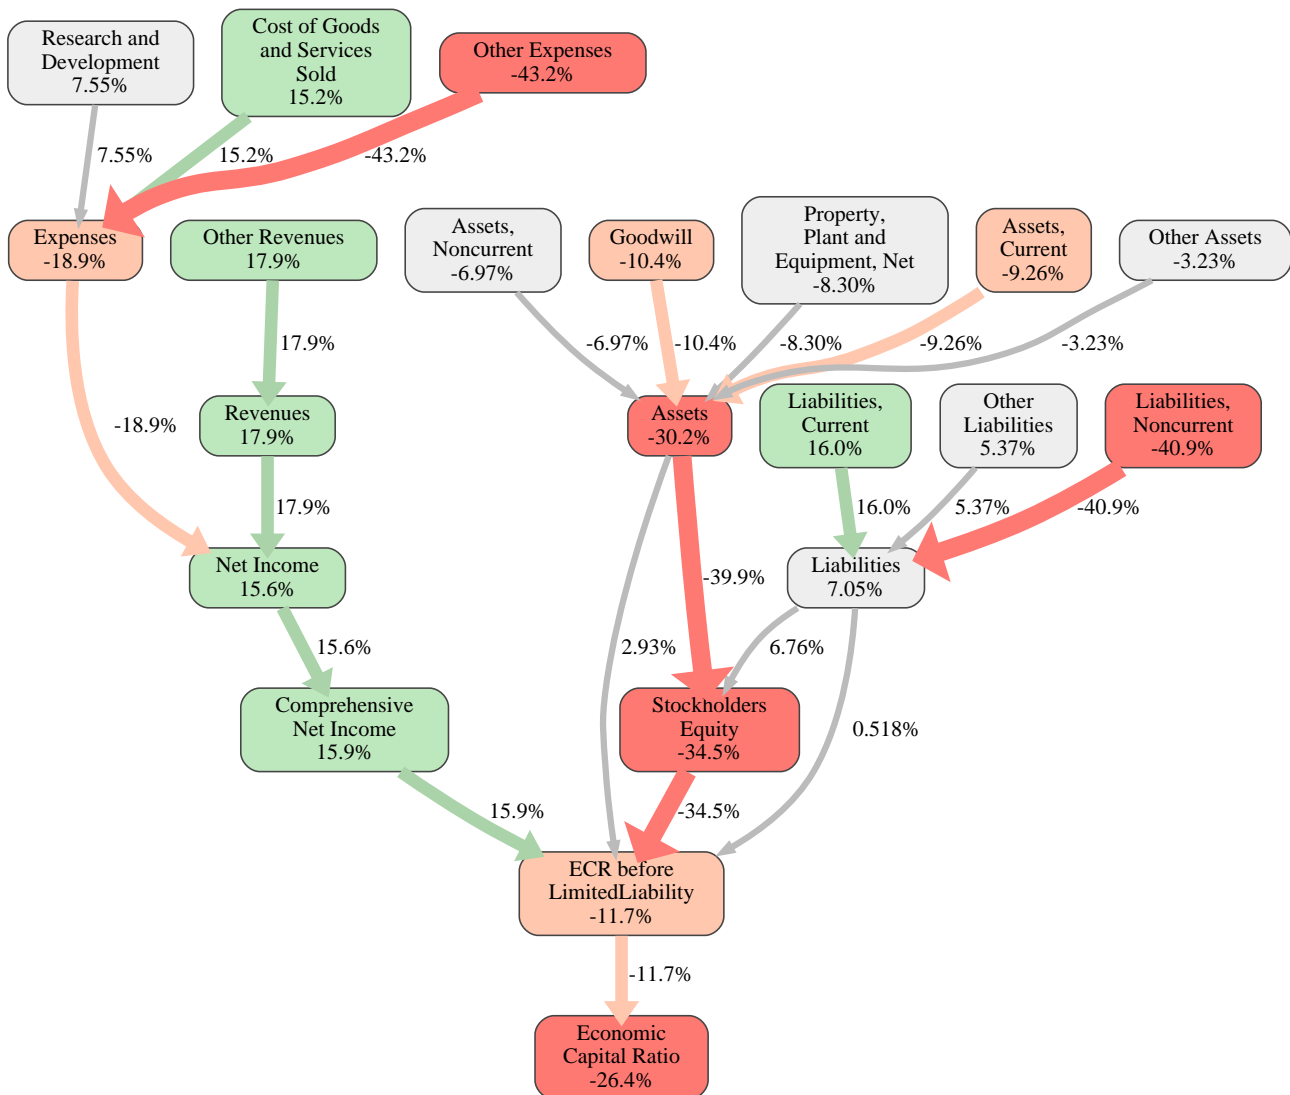 Research and
Development
7.55%
Cost of Goods
and Services
Sold
15.2%
Other Expenses
-43.2%
7.55%
15.2%
-43.2%
Expenses
-18.9%
Other Revenues
17.9%
Assets,
Noncurrent
-6.97%
Goodwill
-10.4%
Property,
Plant and
Equipment, Net
-8.30%
Assets,
Current
-9.26%
Other Assets
-3.23%
17.9%
-6.97%
-10.4%
-8.30%
-9.26%
-3.23%
-18.9%
Revenues
17.9%
Assets
-30.2%
Liabilities,
Current
16.0%
Other
Liabilities
5.37%
Liabilities,
Noncurrent
-40.9%
17.9%
16.0%
5.37%
-40.9%
Net Income
15.6%
-39.9%
Liabilities
7.05%
15.6%
2.93%
6.76%
Comprehensive
Net Income
15.9%
Stockholders
Equity
-34.5%
0.518%
15.9%
-34.5%
ECR before
LimitedLiability
-11.7%
-11.7%
Economic
Capital Ratio
-26.4%